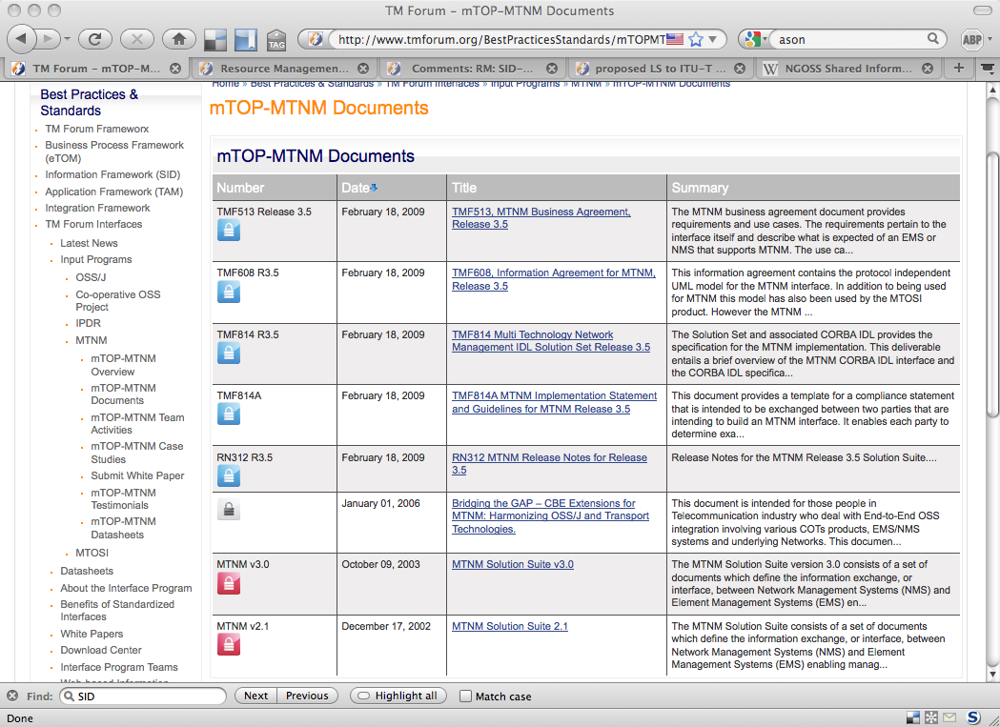 TM Forum – mTOP-MTNM Documents
TAG
http://www.tmforum.org/BestPracticesStandards/mTOPMT
ason
ABP
TM Forum – mTOP-M...
Resource Managemen...
Comments: RM: SID-...
proposed LS to ITU-T ...
W NGOSS Shared Inform...
Home » Best Practices & Standards » TM Forum Interfaces » Input Programs » MTNM » mTOP-MTNM Documents
Best Practices &
Standards
TM Forum Frameworx
Business Process Framework
(eTOM)
Information Framework (SID)
Application Framework (TAM)
Integration Framework
TM Forum Interfaces
Latest News
Input Programs
OSS/J
Co-operative OSS
Project
IPDR
MTNM
mTOP-MTNM
Overview
mTOP-MTNM
Documents
mTOP-MTNM Team
Activities
mTOP-MTNM Case
Studies
Submit White Paper
mTOP-MTNM
Testimonials
mTOP-MTNM
Datasheets
MTOSI
Datasheets
About the Interface Program
Benefits of Standardized
Interfaces
White Papers
Download Center
Interface Program Teams
Web-based Information
mTOP-MTNM Documents
mTOP-MTNM Documents
Number Date Title Summary
TMF513 Release 3.5
February 18, 2009
TMF513, MTNM Business Agreement,
Release 3.5
The MTNM business agreement document provides
requirements and use cases. The requirements pertain to the
interface itself and describe what is expected of an EMS or
NMS that supports MTNM. The use ca...
TMF608 R3.5
February 18, 2009
TMF608, Information Agreement for MTNM,
Release 3.5
This information agreement contains the protocol independent
UML model for the MTNM interface. In addition to being used
for MTNM this model has also been used by the MTOSI
product. However the MTNM ...
TMF814 R3.5
February 18, 2009
TMF814 Multi Technology Network
Management IDL Solution Set Release 3.5
The Solution Set and associated CORBA IDL provides the
specification for the MTNM implementation. This deliverable
entails a brief overview of the MTNM CORBA IDL interface and
the CORBA IDL specifica...
TMF814A
February 18, 2009
TMF814A MTNM Implementation Statement
and Guidelines for MTNM Release 3.5
This document provides a template for a compliance statement
that is intended to be exchanged between two parties that are
intending to build an MTNM interface. It enables each party to
determine exa...
RN312 R3.5
February 18, 2009
RN312 MTNM Release Notes for Release
3.5
Release Notes for the MTNM Release 3.5 Solution Suite....
January 01, 2006
Bridging the GAP – CBE Extensions for
MTNM: Harmonizing OSS/J and Transport
Technologies.
This document is intended for those people in
Telecommunication industry who deal with End-to-End OSS
integration involving various COTs products, EMS/NMS
systems and underlying Networks. This documen...
MTNM v3.0
October 09, 2003
MTNM Solution Suite v3.0
The MTNM Solution Suite version 3.0 consists of a set of
documents which define the information exchange, or
interface, between Network Management Systems (NMS) and
Element Management Systems (EMS) en...
MTNM v2.1
December 17, 2002
MTNM Solution Suite 2.1
The MTNM Solution Suite consists of a set of documents
which define the information exchange, or interface, between
Network Management Systems (NMS) and Element
Management Systems (EMS) enabling manag...
Find: SID Next Previous Highlight all Match case
Done
S